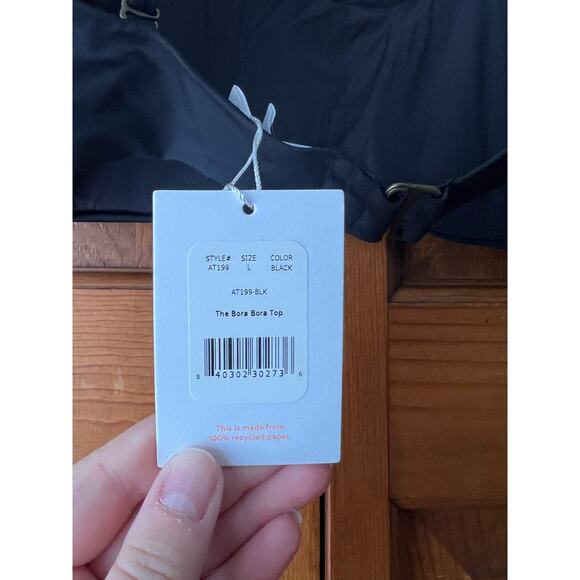 STYLE# SIZE COLOR
AT199 L BLACK
AT199-BLK
The Bora Bora Top
8 40302 30273 6
This is made from
100% recycled paper.